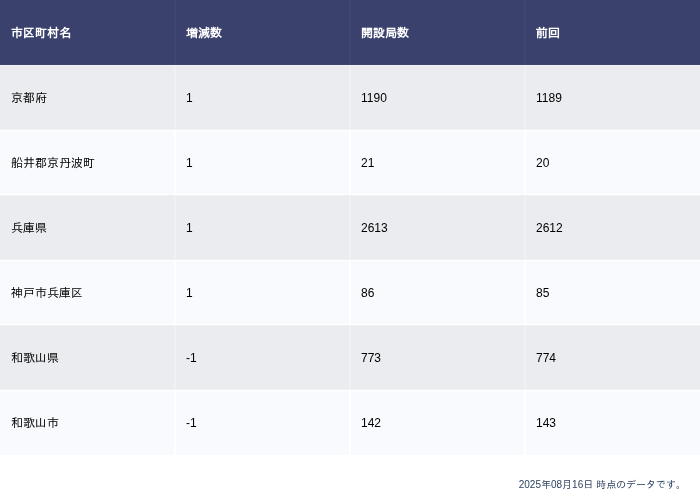 市区町村名 増減数 開設局数 前回
京都府 1 1190 1189
船井郡京丹波町 1 21 20
兵庫県 1 2613 2612
神戸市兵庫区 1 86 85
和歌山県 -1 773 774
和歌山市 -1 142 143
2025年08月16日 時点のデータです。